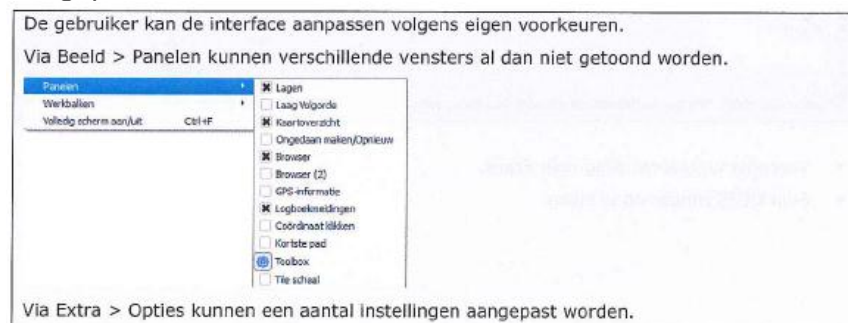 De gebruiker kan de interface aanpassen volgens eigen voorkeuren.
Via Beeld > Panelen kunnen verschillende vensters al dan niet getoond worden.
Panelen
Werkbalken
Volledig scherm aan/uit Ctrl+F
Lagen
Laag Volgorde
Kaartoverzicht
Ongedaan maken/Opnieuw
Browser
Browser (2)
GPS-informatie
Logboekmeldingen
Coördinaat klikken
Kortste pad
Toolbox
Tile schaal
Via Extra > Opties kunnen een aantal instellingen aangepast worden.